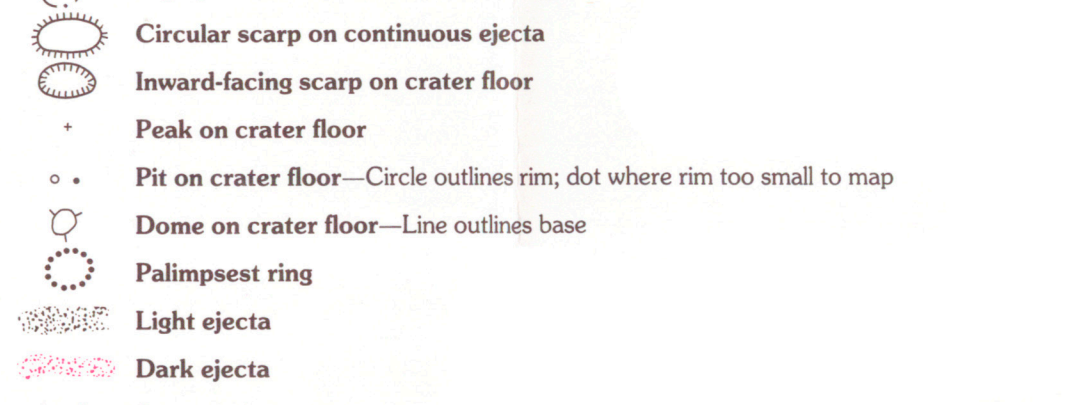 Circular scarp on continuous ejecta
Inward-facing scarp on crater floor
Peak on crater floor
Pit on crater floor—Circle outlines rim; dot where rim too small to map
Dome on crater floor—Line outlines base
Palimpsest ring
Light ejecta
Dark ejecta